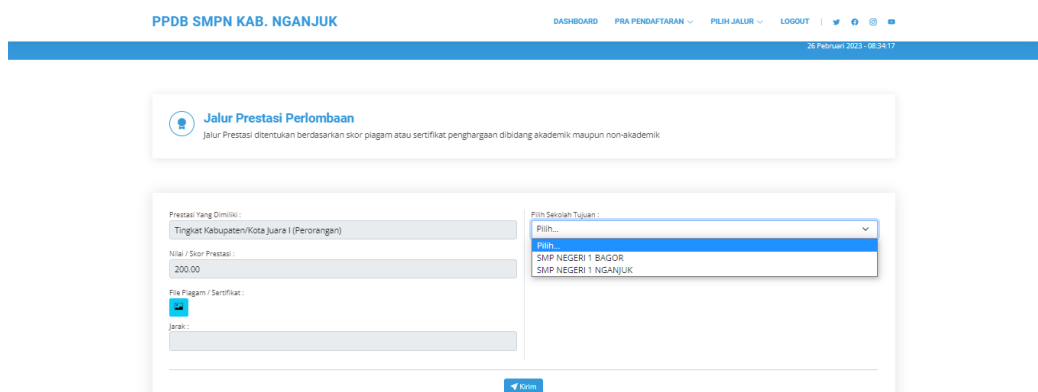 PPDB SMPN KAB. NGANJUK
DASHBOARD PRA PENDAFTARAN PILIH JALUR LOGOUT
26 Pebruari 2023 - 08:34:17
Jalur Prestasi Perlombaan
Jalur Prestasi ditentukan berdasarkan skor piagam atau sertifikat penghargaan dibidang akademik maupun non-akademik
Prestasi Yang Dimiliki :
Tingkat Kabupaten/Kota Juara I (Perorangan)
Nilai / Skor Prestasi :
200.00
File Piagam / Sertifikat :
Jarak :
Pilih Sekolah Tujuan :
Pilih...
Pilih...
SMP NEGERI 1 BAGOR
SMP NEGERI 1 NGANJUK
Kirim